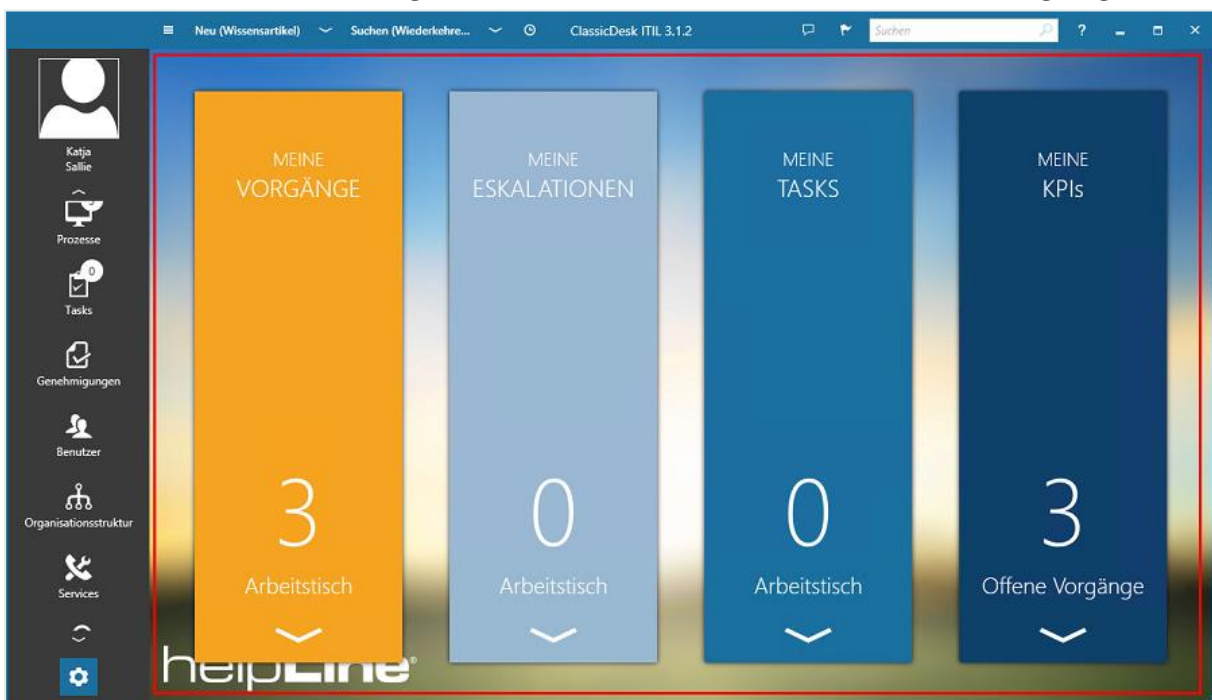 Neu (Wissensartikel)
Suchen (Wiederkehre...
ClassicDesk ITIL 3.1.2
Suchen
?
Katja
Sallie
Prozesse
0
Tasks
Genehmigungen
Benutzer
Organisationsstruktur
Services
MEINE
VORGÄNGE
3
Arbeitstisch
MEINE
ESKALATIONEN
0
Arbeitstisch
MEINE
TASKS
0
Arbeitstisch
MEINE
KPIs
3
Offene Vorgänge
helpLine®